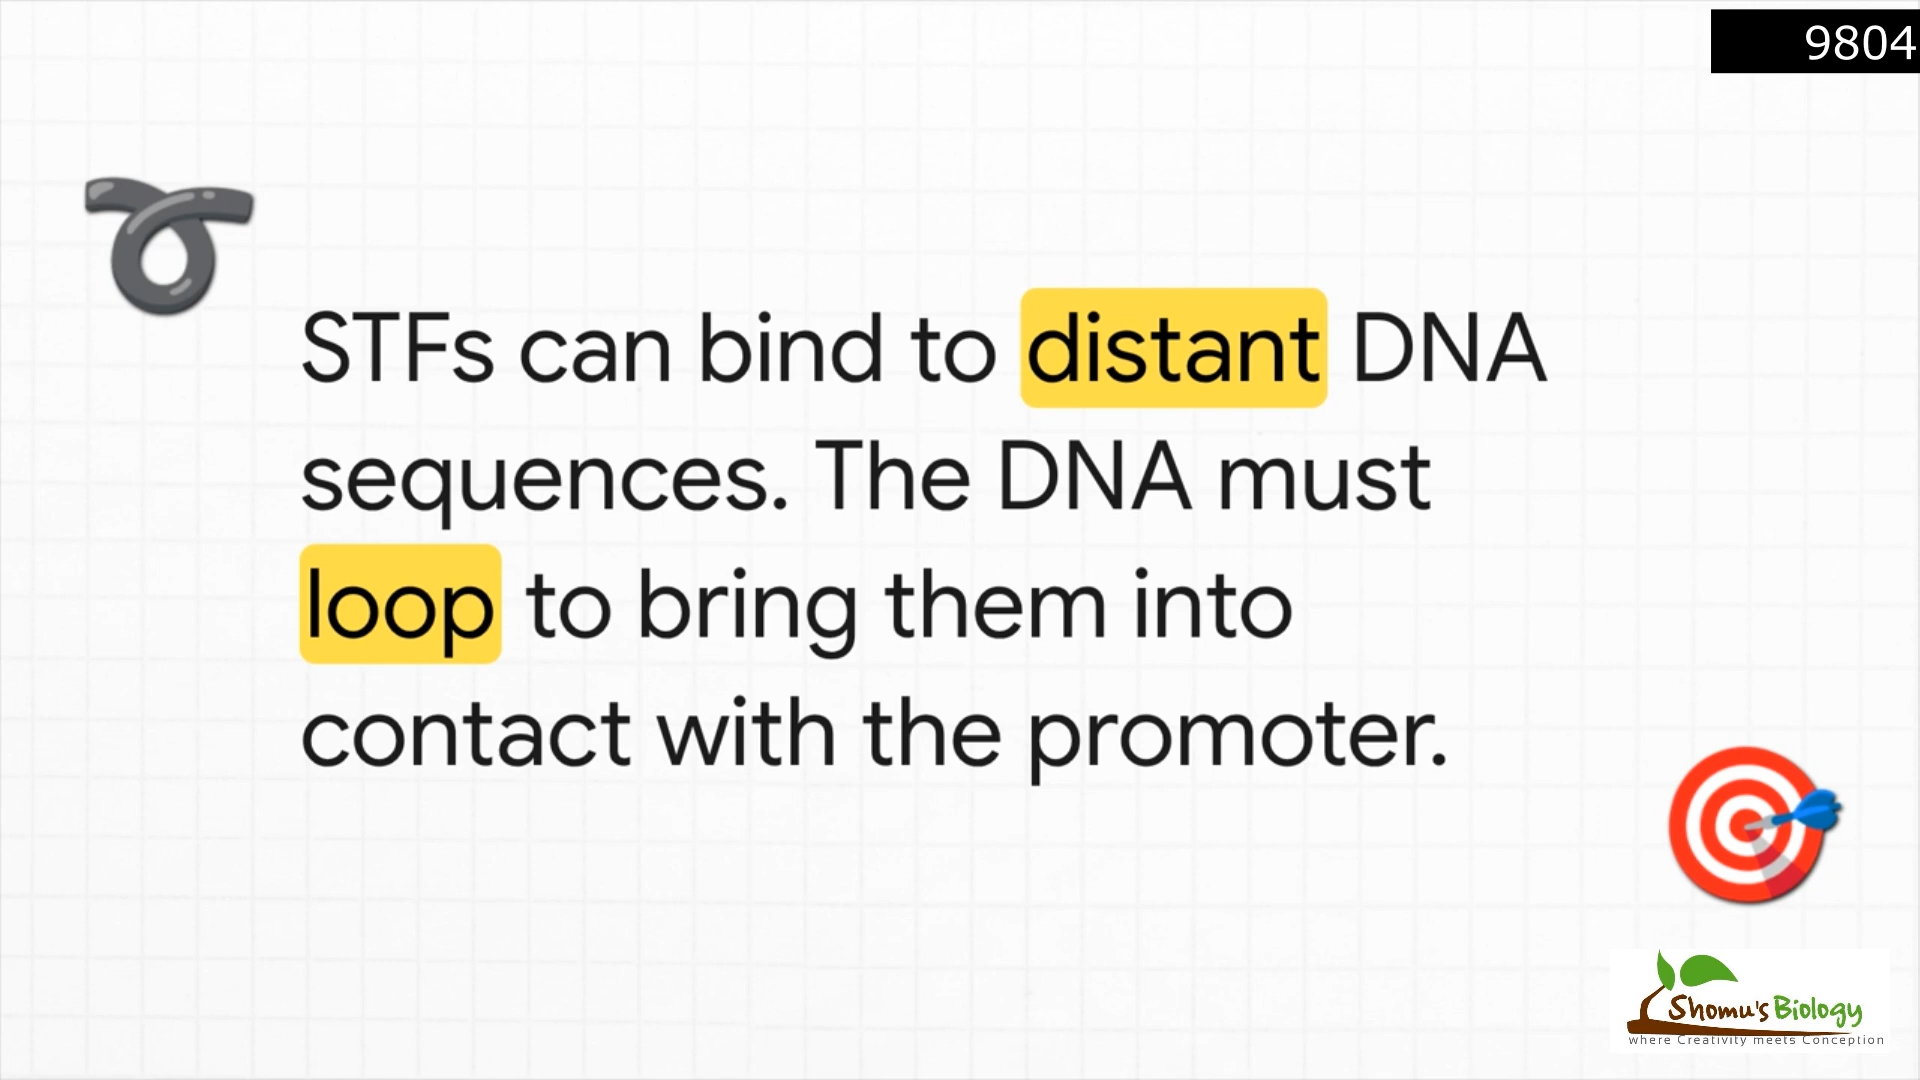 9804
STFs can bind to distant DNA
sequences. The DNA must
loop to bring them into
contact with the promoter.
Shomu's Biology
where Creativity meets Conception